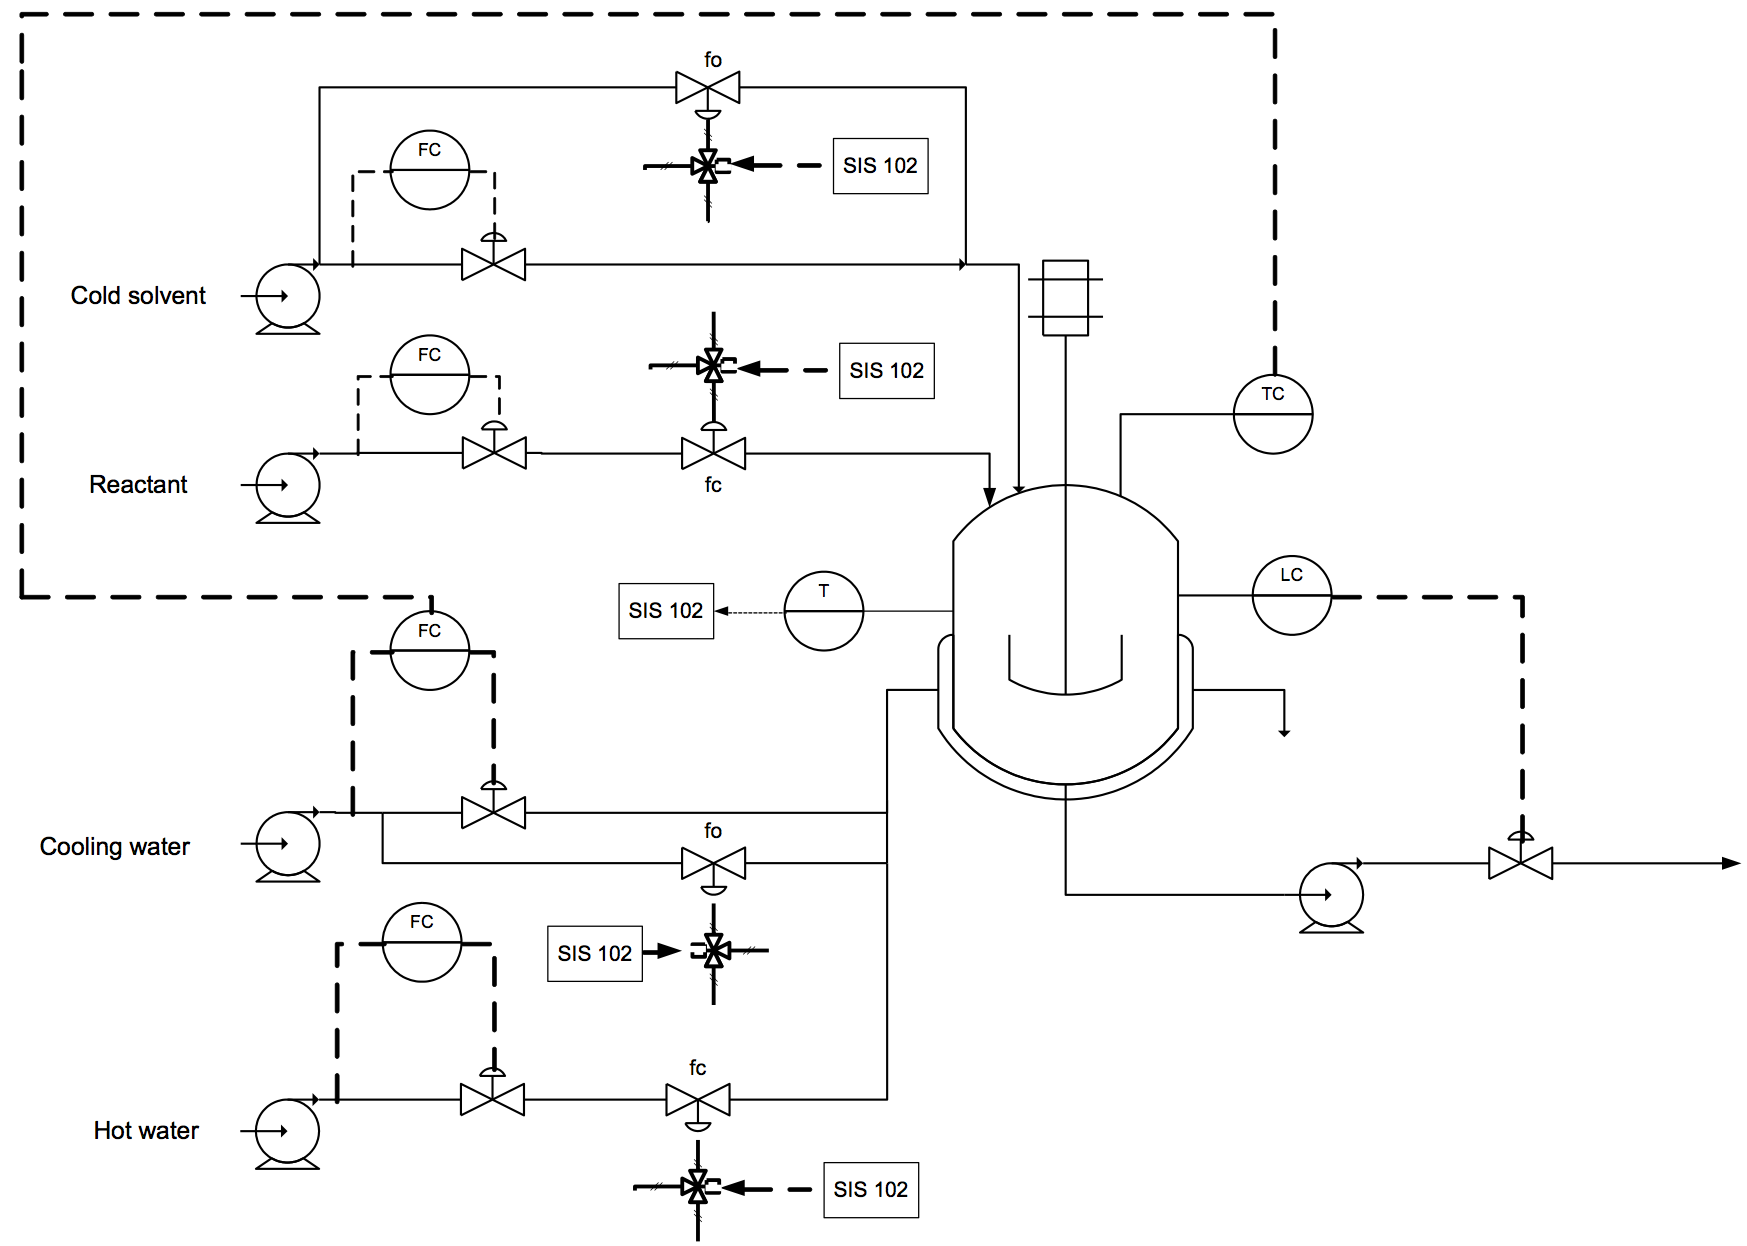 fo
FC
SIS 102
Cold solvent
FC
SIS 102
TC
Reactant
fc
LC
T
SIS 102
FC
fo
Cooling water
FC
SIS 102
fc
Hot water
SIS 102